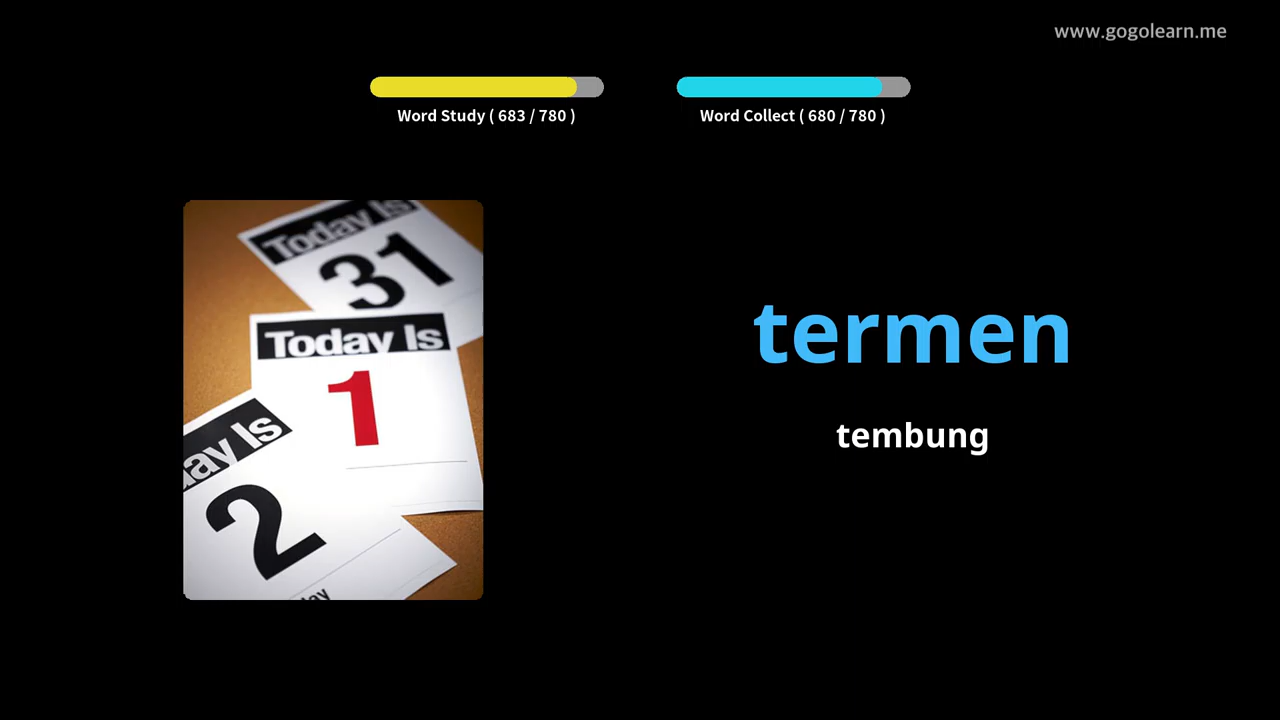 www.gogolearn.me
Word Study ( 683 / 780 )
Word Collect ( 680 / 780 )
Today Is
31
Today Is
1
ay Is
2
termen
tembung